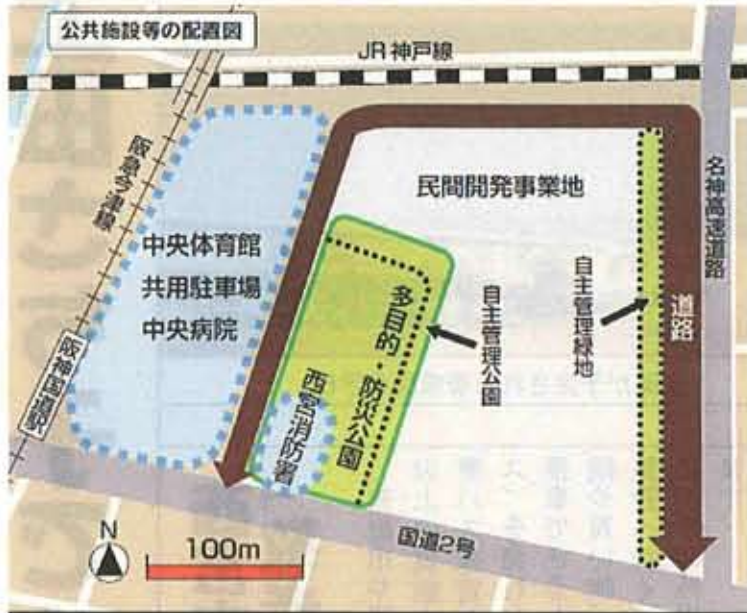 公共施設等の配置図
JR神戸線
阪急今津線
名神高速道路
民間開発事業地
中央体育館
共用駐車場
中央病院
多目的・防災公園
自主管理公園
自主管理緑地
道路
阪神国道駅
西宮消防署
国道2号
N
100m